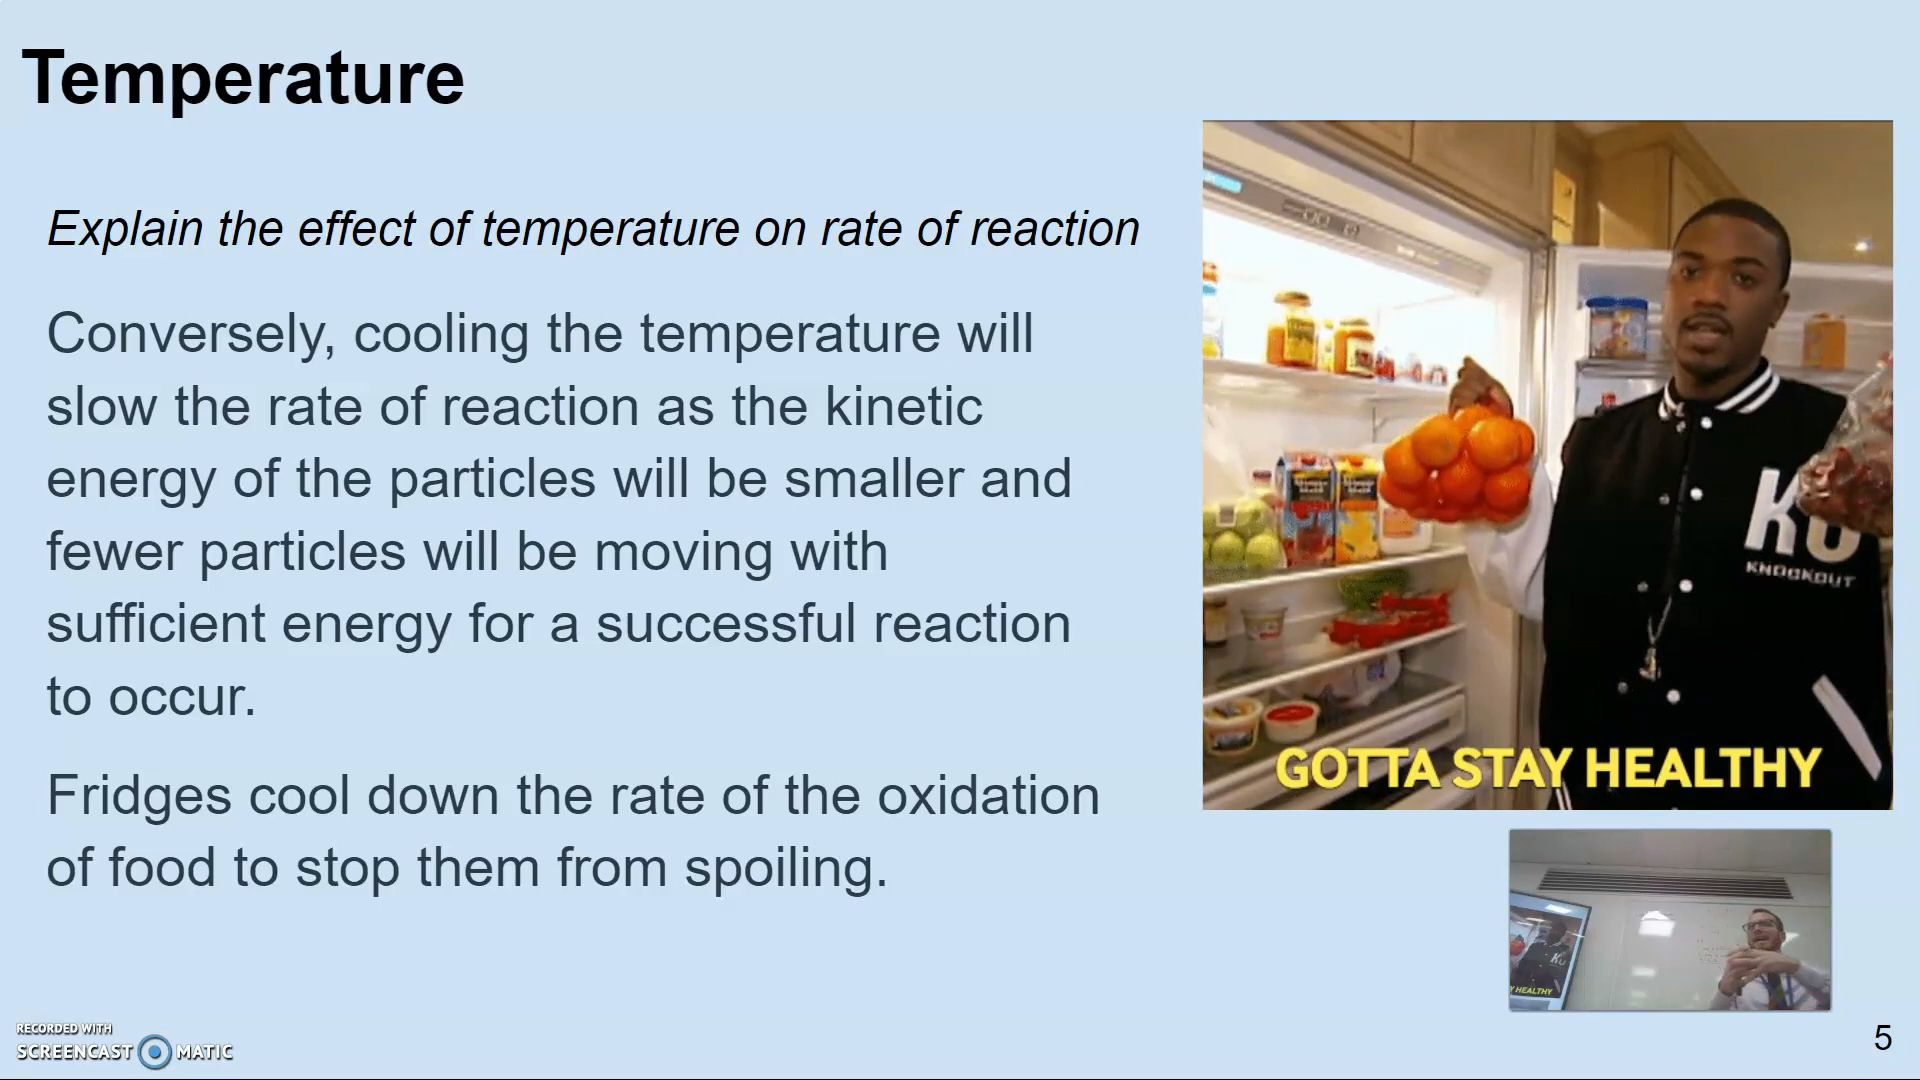 Temperature
Explain the effect of temperature on rate of reaction
Conversely, cooling the temperature will
slow the rate of reaction as the kinetic
energy of the particles will be smaller and
fewer particles will be moving with
sufficient energy for a successful reaction
to occur.
Fridges cool down the rate of the oxidation
of food to stop them from spoiling.
KO
KNOCKOUT
GOTTA STAY HEALTHY
KO
Y HEALTHY
RECORDED WITH
SCREENCAST MATIC
5